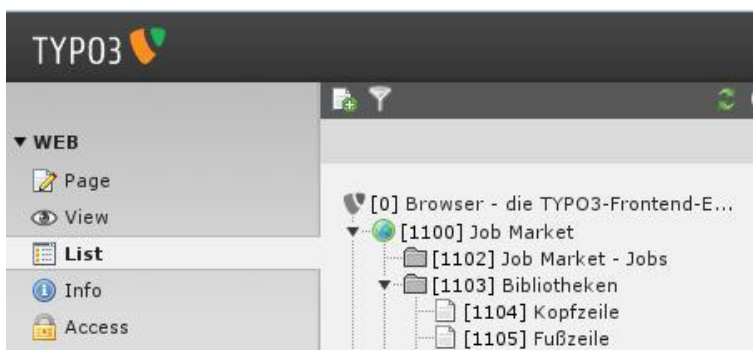 TYPO3
WEB
Page
View
List
Info
Access
[0] Browser - die TYPO3-Frontend-E...
[1100] Job Market
[1102] Job Market - Jobs
[1103] Bibliotheken
[1104] Kopfzeile
[1105] Fußzeile